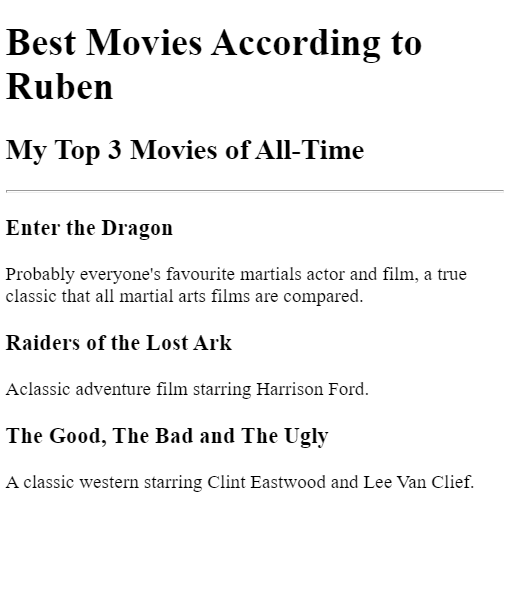 Best Movies According to
Ruben
My Top 3 Movies of All-Time
Enter the Dragon
Probably everyone's favourite martials actor and film, a true
classic that all martial arts films are compared.
Raiders of the Lost Ark
Aclassic adventure film starring Harrison Ford.
The Good, The Bad and The Ugly
A classic western starring Clint Eastwood and Lee Van Clief.